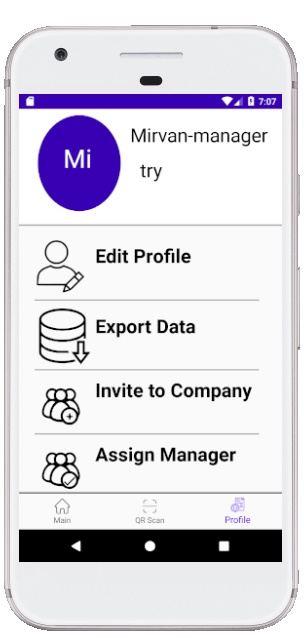 7:07
Mi
Mirvan-manager
try
Edit Profile
Export Data
Invite to Company
Assign Manager
Main
QR Scan
Profile